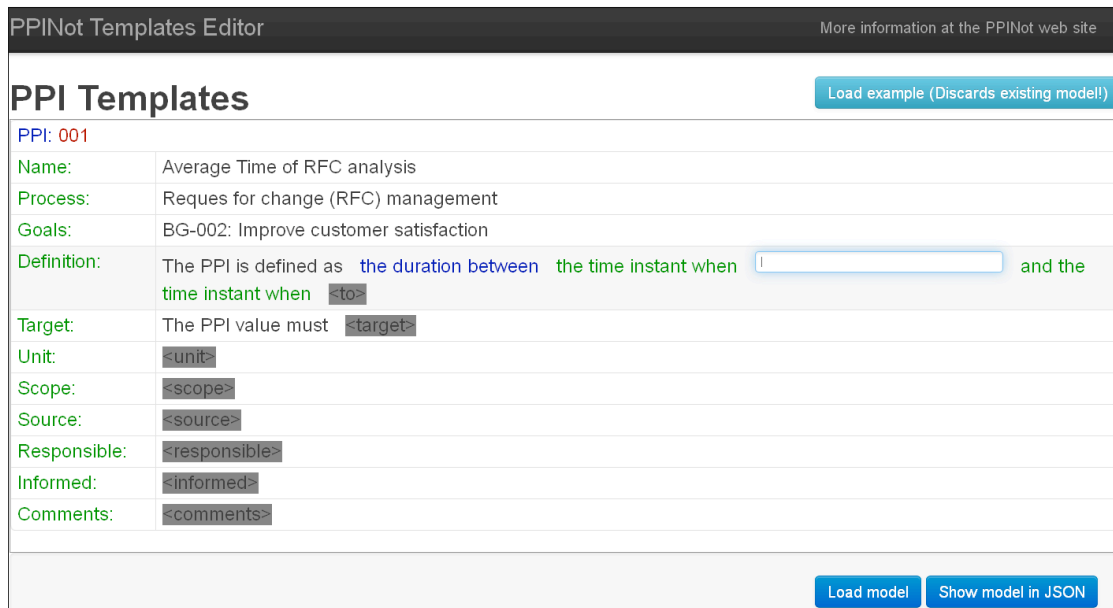 PPINot Templates Editor
More information at the PPINot web site
PPI Templates
Load example (Discards existing model!)
PPI: 001
Name: Average Time of RFC analysis
Process: Reques for change (RFC) management
Goals: BG-002: Improve customer satisfaction
Definition: The PPI is defined as the duration between the time instant when and the
time instant when <to>
Target: The PPI value must <target>
Unit: <unit>
Scope: <scope>
Source: <source>
Responsible: <responsible>
Informed: <informed>
Comments: <comments>
Load model
Show model in JSON